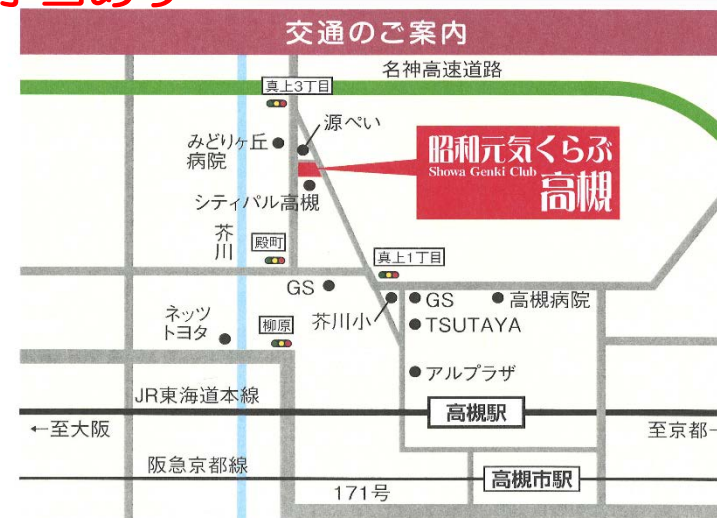 手当あり
交通のご案内
名神高速道路
真上3丁目
源ぺい
みどりヶ丘
病院
昭和元気くらぶ
Showa Genki Club
高槻
シティパル高槻
芥川
殿町
真上1丁目
GS
GS
高槻病院
ネッツ
トヨタ
柳原
芥川小
TSUTAYA
アルプラザ
JR東海道本線
高槻駅
←至大阪
至京都→
阪急京都線
高槻市駅
171号